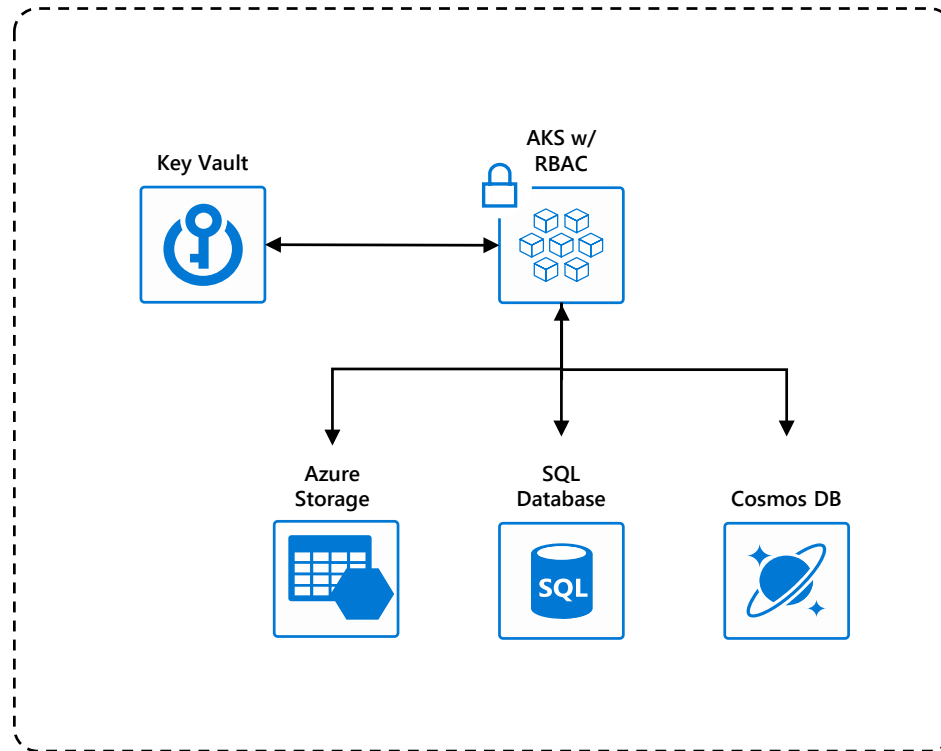 AKS w/
RBAC
Key Vault
Azure
Storage
SQL
Database
Cosmos DB
SQL